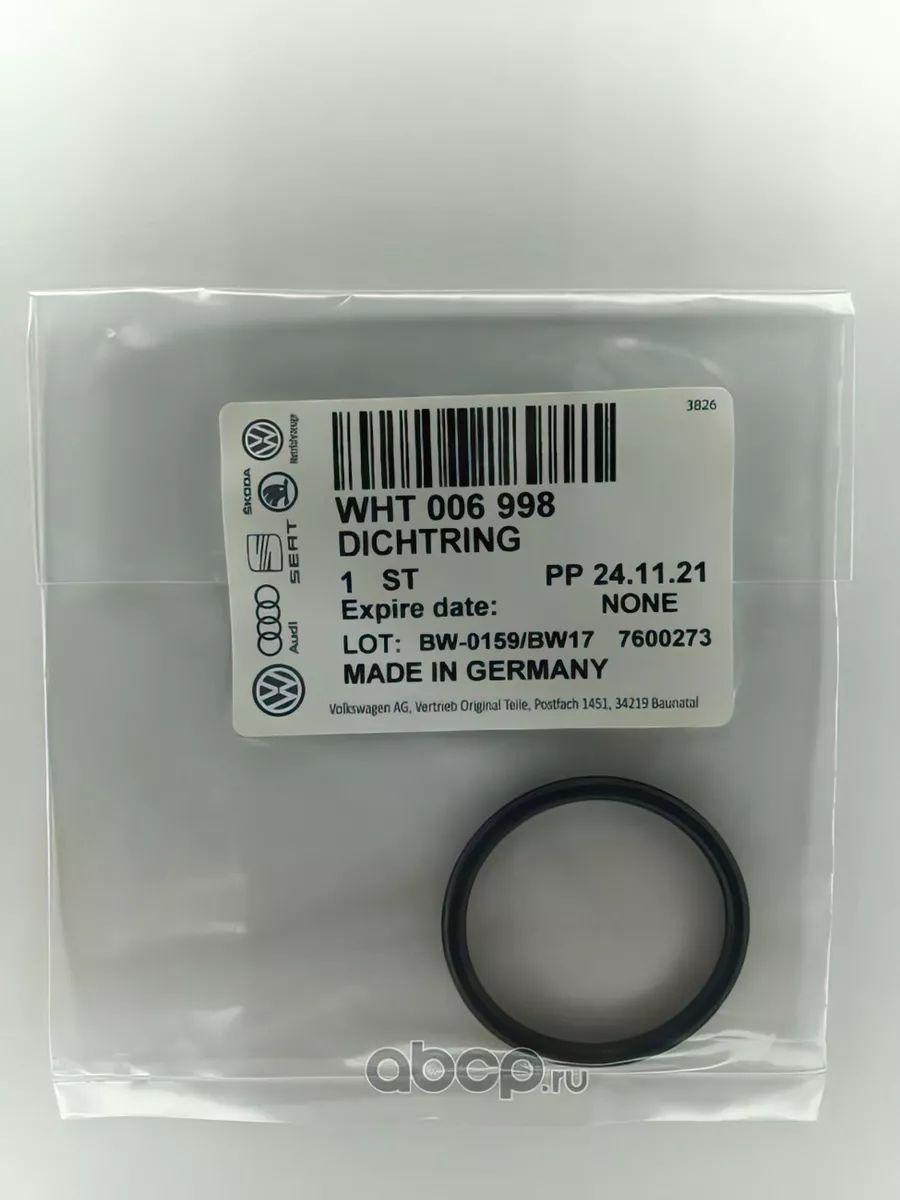 3826
WHT 006 998
DICHTRING
1 ST PP 24.11.21
Expire date: NONE
LOT: BW-0159/BW17 7600273
MADE IN GERMANY
Volkswagen AG, Vertrieb Original Teile, Postfach 1451, 34219 Baunatal
Nutzfahrzeuge
ŠKODA
SEAT
Audi
abcp.ru